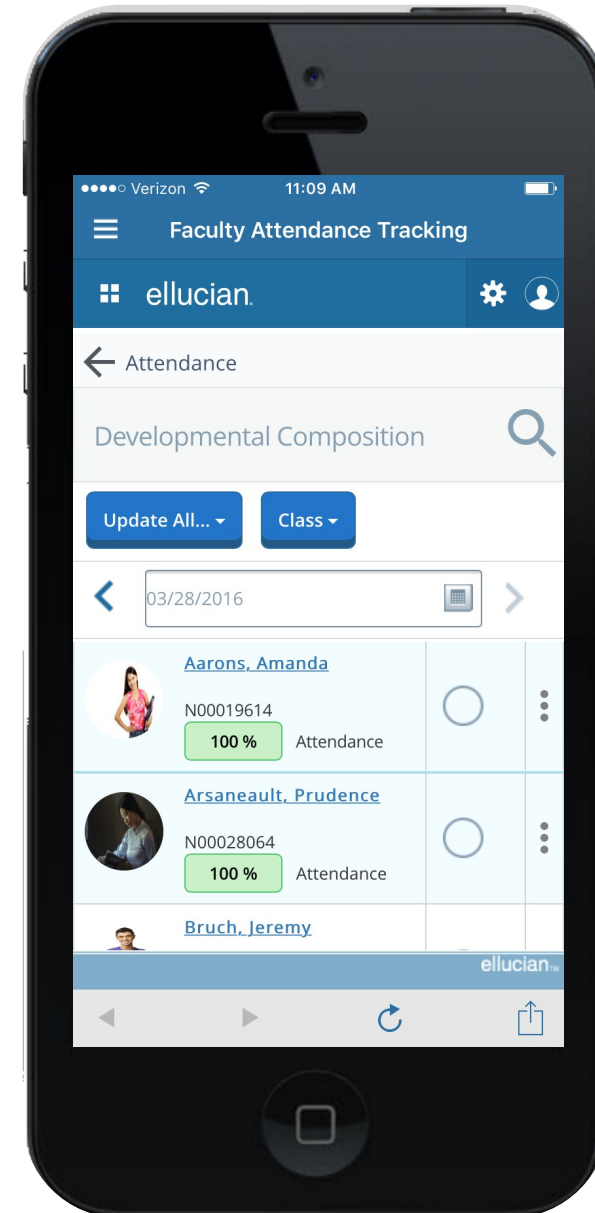 Verizon 11:09 AM
Faculty Attendance Tracking
ellucian.
Attendance
Developmental Composition
Update All... Class
03/28/2016
Aarons, Amanda
N00019614
100 % Attendance
Arsaneault, Prudence
N00028064
100 % Attendance
Bruch, Jeremy
ellucian™